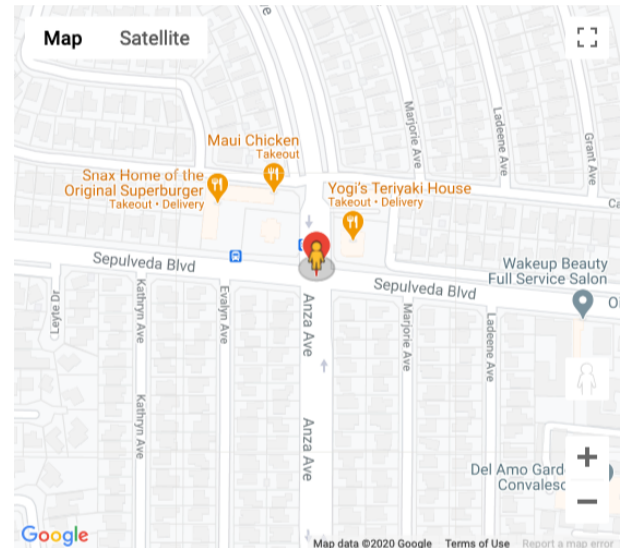 Map
Satellite
Maui Chicken
Takeout
Snax Home of the
Original Superburger
Takeout • Delivery
Yogi's Teriyaki House
Takeout • Delivery
Marjorie Ave
Ladeene Ave
Grant Ave
Ca
Sepulveda Blvd
Sepulveda Blvd
Wakeup Beauty
Full Service Salon
Leyte Dr
Kathryn Ave
Evalyn Ave
Anza Ave
Marjorie Ave
Ladeene Ave
Kathryn Ave
Anza Ave
Del Amo Gard
Convalesc
+
−
Google
Map data ©2020 Google
Terms of Use
Report a map error